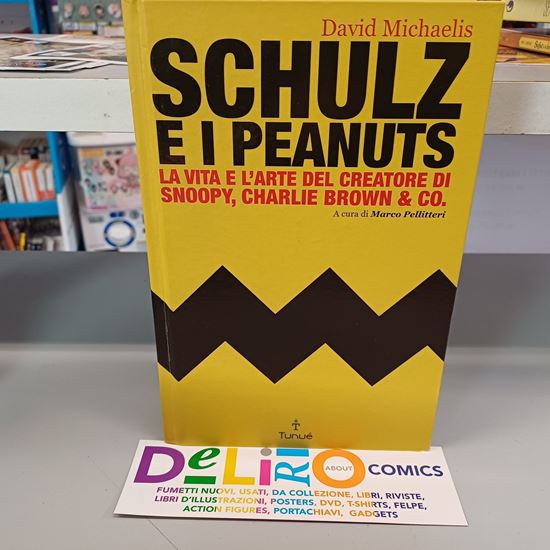 David Michaelis
SCHULZ
E I PEANUTS
LA VITA E L'ARTE DEL CREATORE DI
SNOOPY, CHARLIE BROWN & CO.
A cura di Marco Pellitteri
Tunué
DeLiRiO ABOUT COMICS
FUMETTI NUOVI, USATI, DA COLLEZIONE, LIBRI, RIVISTE,
LIBRI D'ILLUSTRAZIONI, POSTERS, DVD, T-SHIRTS, FELPE,
ACTION FIGURES, PORTACHIAVI, GADGETS